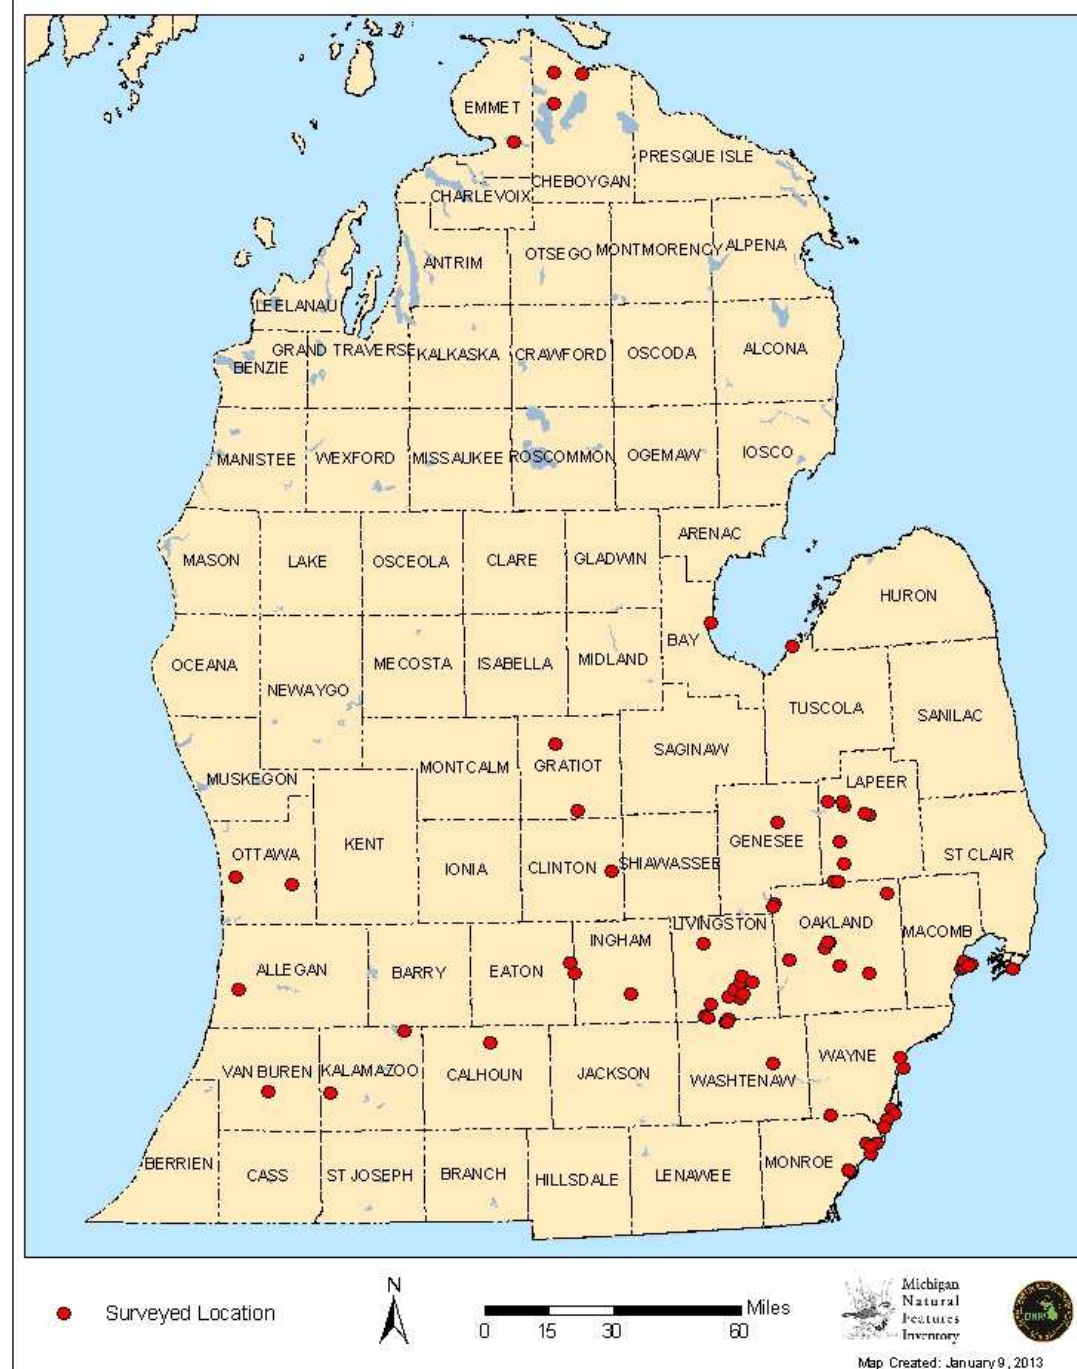 EMMET
PRESQUE ISLE
CHEBOYGAN
CHARLEVOIX
OTSEGO MONTMORENCY ALPENA
ANTRIM
LEELANAU
GRAND TRAVERSE KALKASKA CRAWFORD OSCODA ALCONA
BENZIE
MANISTEE WEXFORD MISSAUKEE ROSCOMMON OGEMAW IOSCO
ARENAC
MASON LAKE OSCEOLA CLARE GLADWIN
HURON
BAY
OCEANA MECOSTA ISABELLA MIDLAND
NEWAYGO
TUSCOLA SANILAC
SAGINAW
MONTCALM GRATIOT
MUSKEGON LAPEER
KENT GENESEE
OTTAWA IONIA CLINTON SHIAWASSEE ST CLAIR
LIVINGSTON OAKLAND MACOMB
INGHAM
ALLEGAN BARRY EATON
WAYNE
VAN BUREN KALAMAZOO CALHOUN JACKSON WASHTENAW
BERRIEN CASS ST JOSEPH BRANCH HILLSDALE LENAWEE MONROE
N
Surveyed Location
Miles
0 15 30 60
Michigan
Natural
Features
Inventory
DNR
Map Created: January 9, 2013